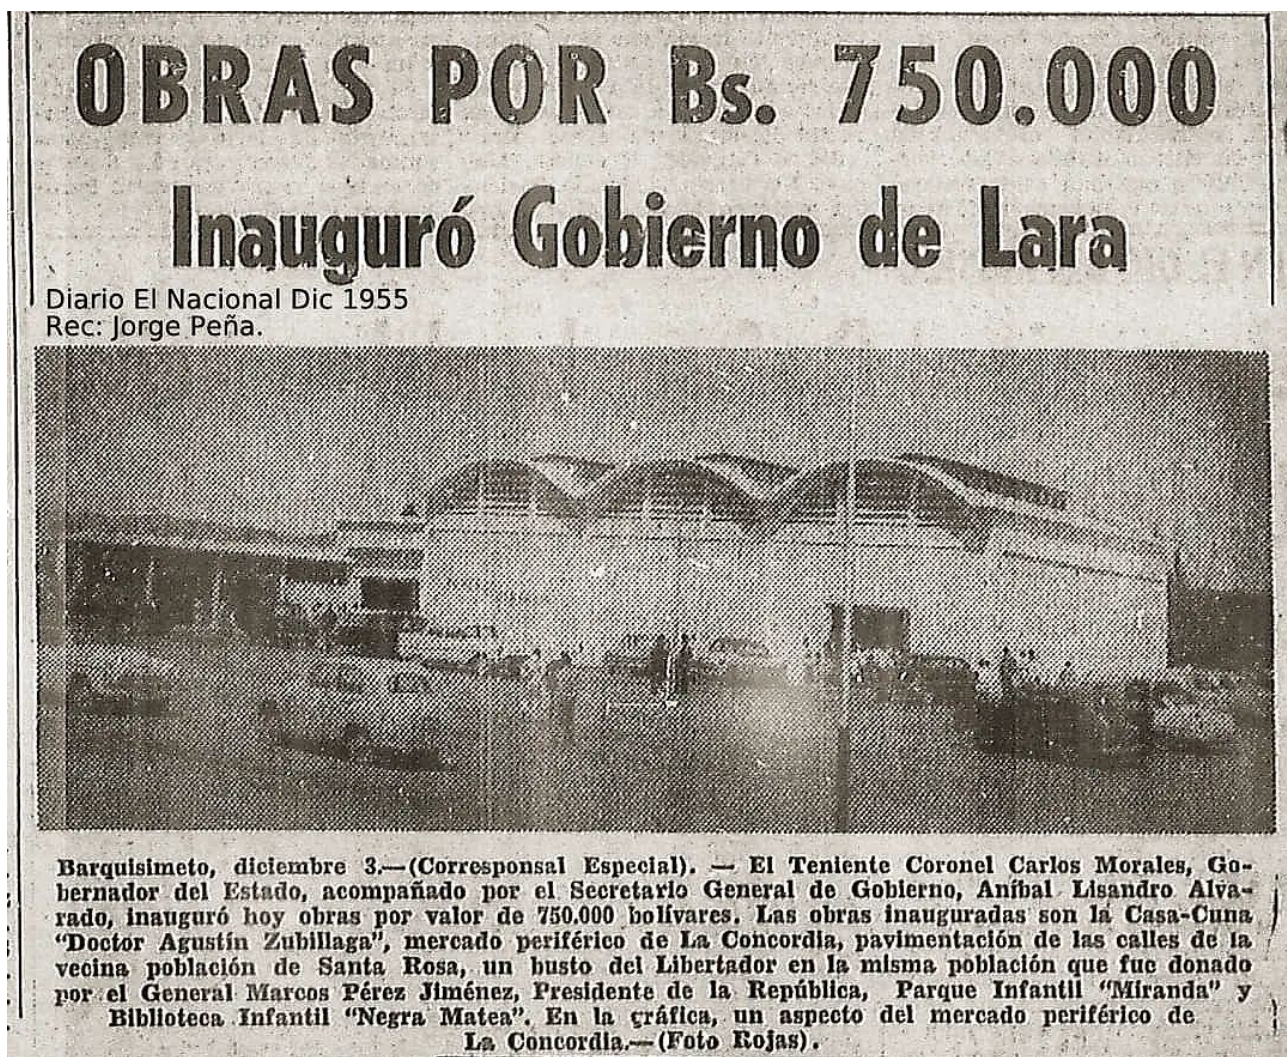 OBRAS POR Bs. 750.000
Inauguró Gobierno de Lara
Diario El Nacional Dic 1955
Rec: Jorge Peña.
Barquisimeto, diciembre 3.—(Corresponsal Especial). — El Teniente Coronel Carlos Morales, Go-
bernador del Estado, acompañado por el Secretario General de Gobierno, Aníbal Lisandro Alva-
rado, inauguró hoy obras por valor de 750.000 bolívares. Las obras inauguradas son la Casa-Cuna
"Doctor Agustín Zubillaga", mercado periférico de La Concordia, pavimentación de las calles de la
vecina población de Santa Rosa, un busto del Libertador en la misma población que fue donado
por el General Marcos Pérez Jiménez, Presidente de la República, Parque Infantil "Miranda" y
Biblioteca Infantil "Negra Matea". En la gráfica, un aspecto del mercado periférico de
La Concordia.—(Foto Rojas).